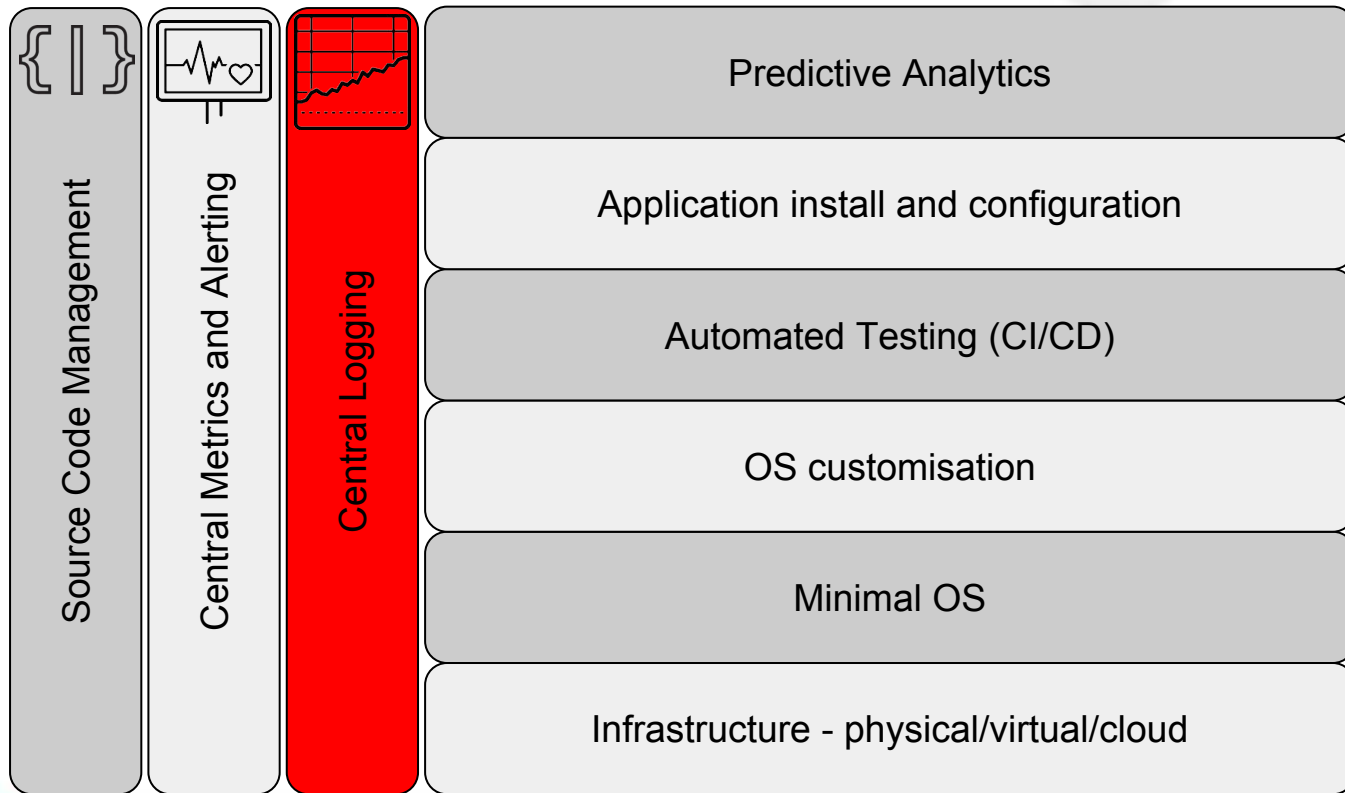 Source Code Management
Central Metrics and Alerting
Central Logging
Predictive Analytics
Application install and configuration
Automated Testing (CI/CD)
OS customisation
Minimal OS
Infrastructure - physical/virtual/cloud